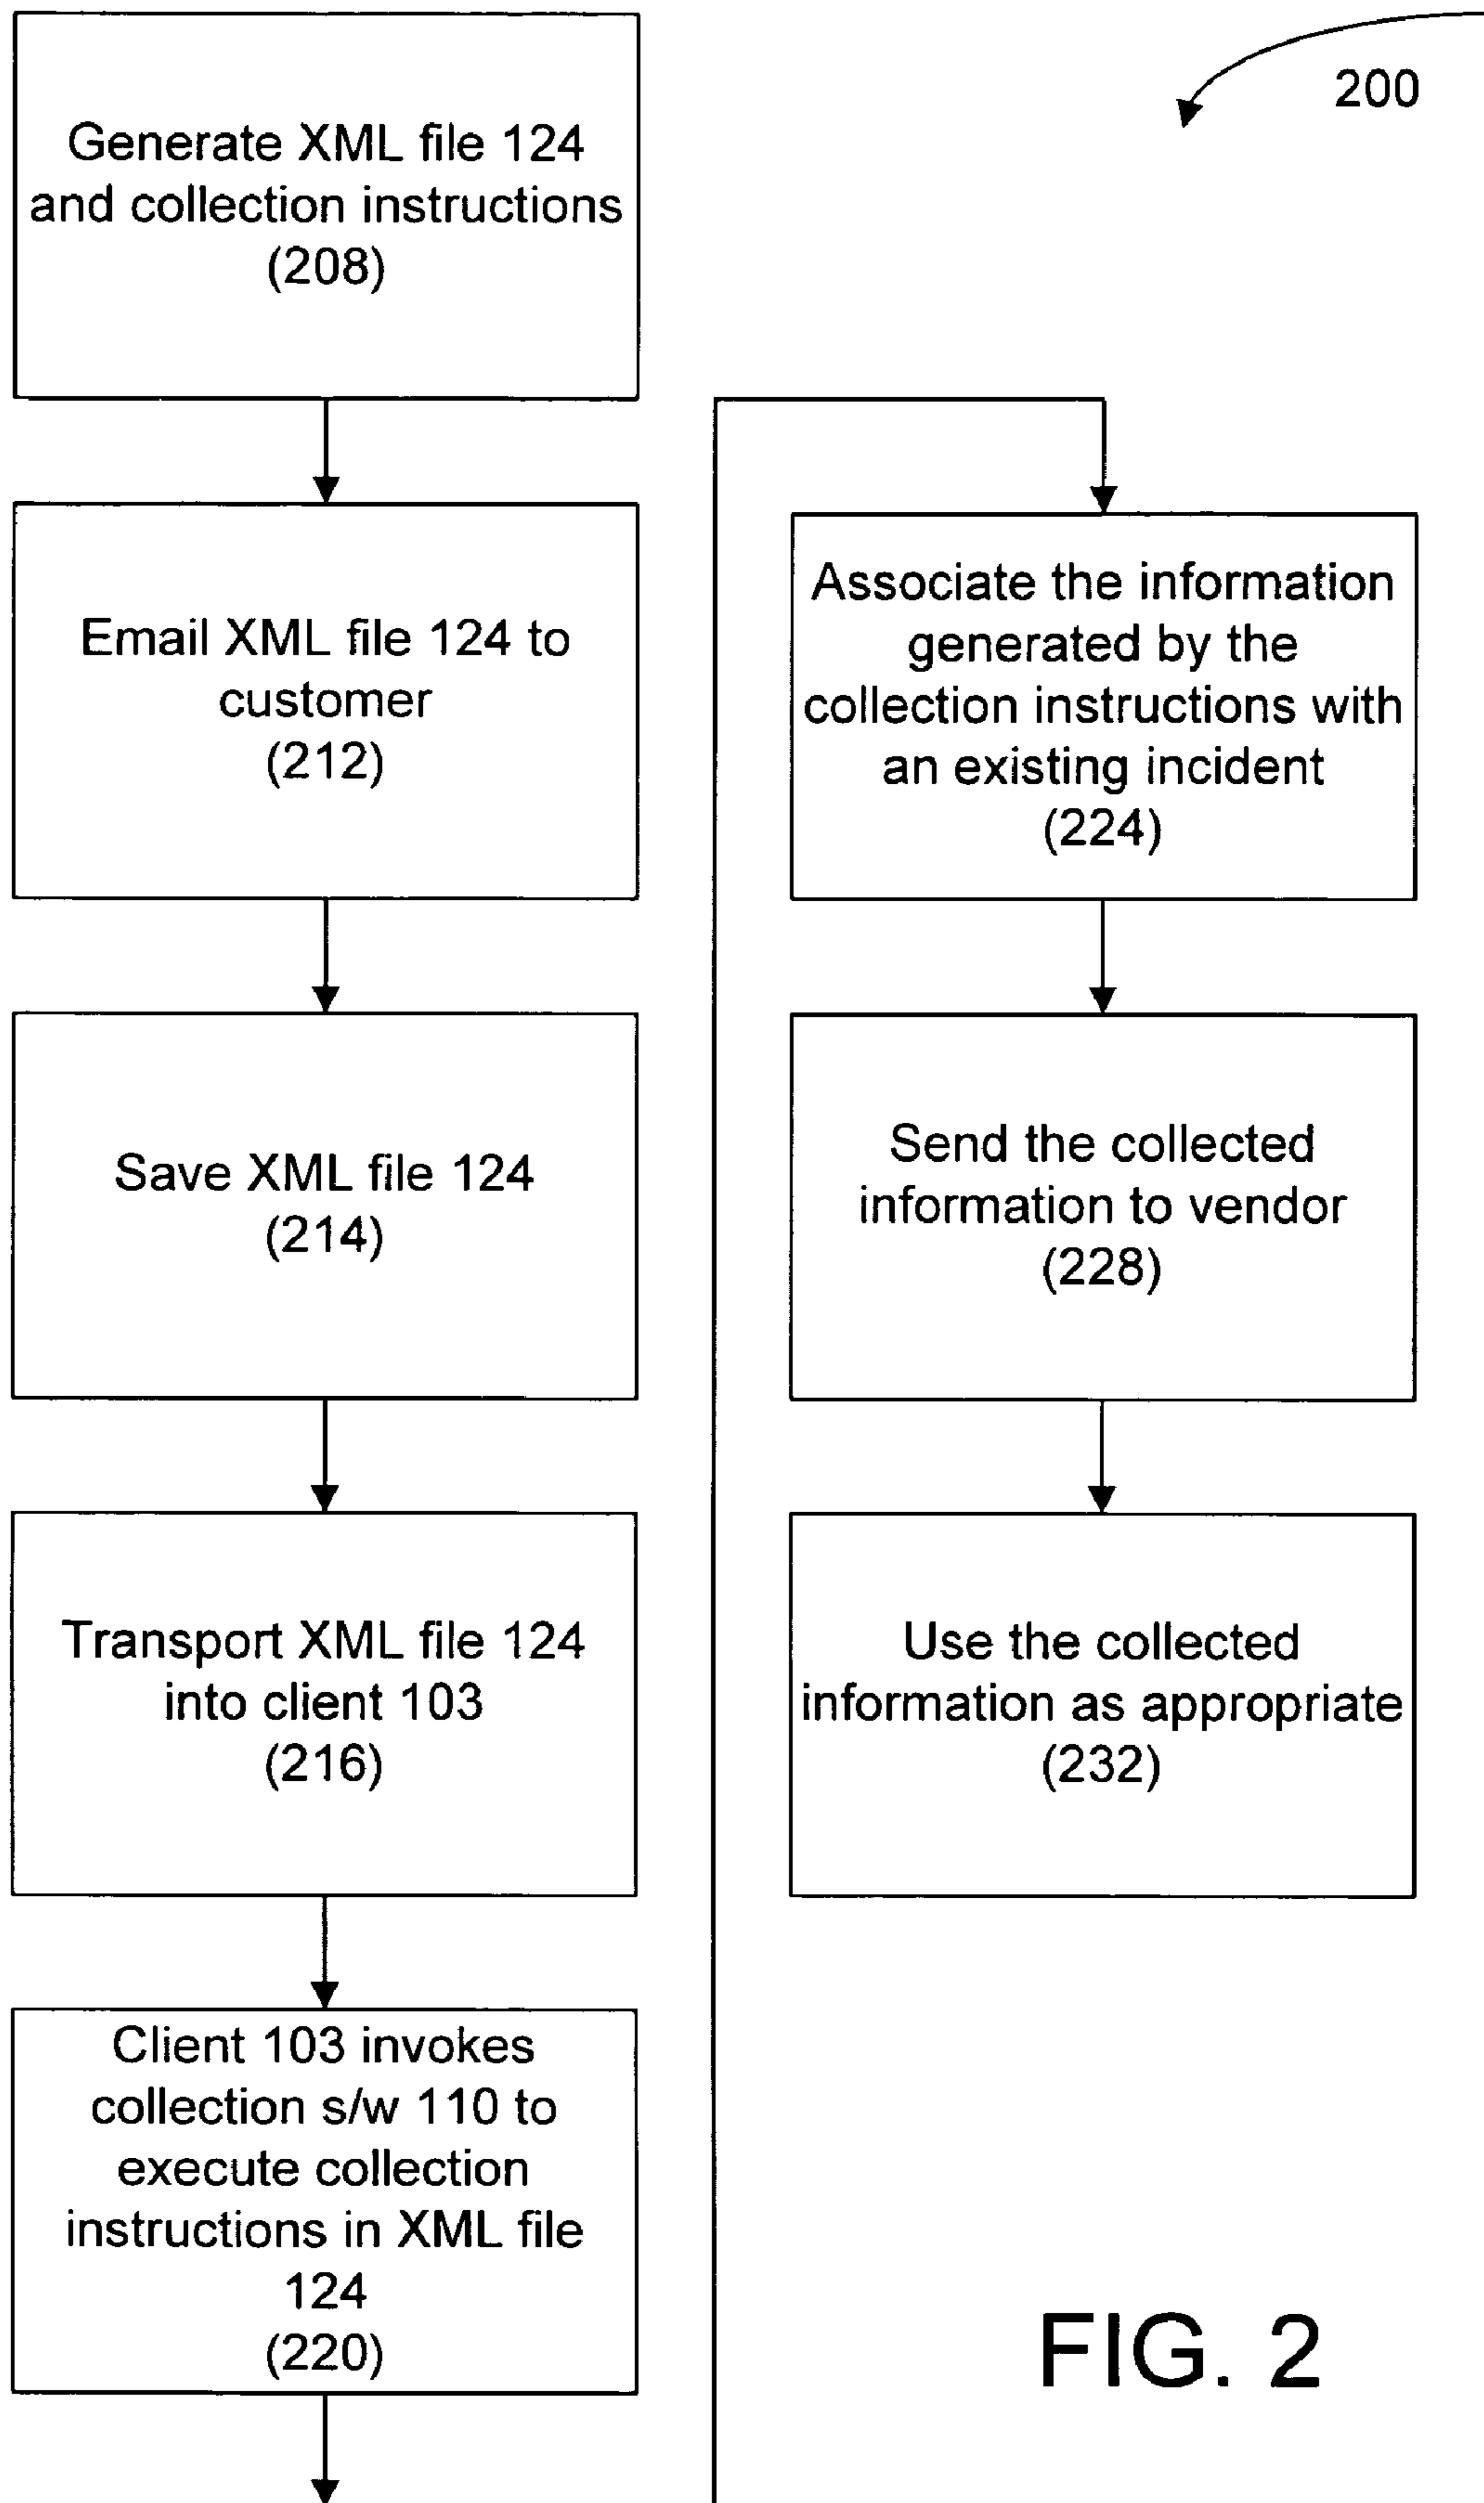 Generate XML file 124
and collection instructions
(208)
Email XML file 124 to
customer
(212)
Save XML file 124
(214)
Transport XML file 124
into client 103
(216)
Client 103 invokes
collection s/w 110 to
execute collection
instructions in XML file
124
(220)
200
Associate the information
generated by the
collection instructions with
an existing incident
(224)
Send the collected
information to vendor
(228)
Use the collected
information as appropriate
(232)
FIG. 2